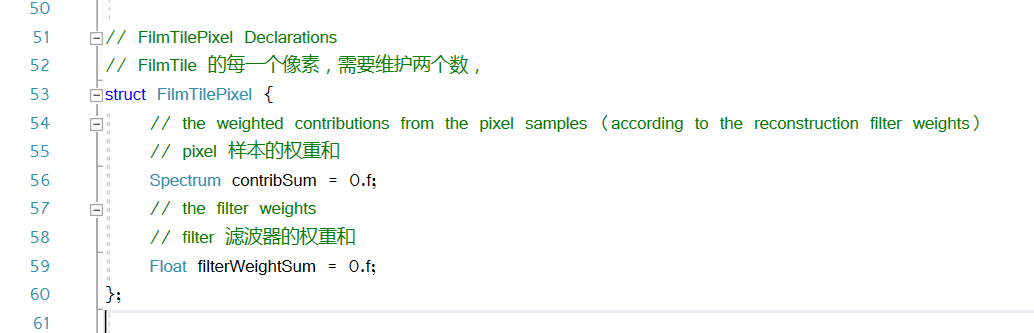 50
51 // FilmTilePixel Declarations
52 // FilmTile 的每一个像素，需要维护两个数，
53 struct FilmTilePixel {
54 // the weighted contributions from the pixel samples（according to the reconstruction filter weights）
55 // pixel 样本的权重和
56 Spectrum contribSum = 0.f;
57 // the filter weights
58 // filter 滤波器的权重和
59 Float filterWeightSum = 0.f;
60 };
61